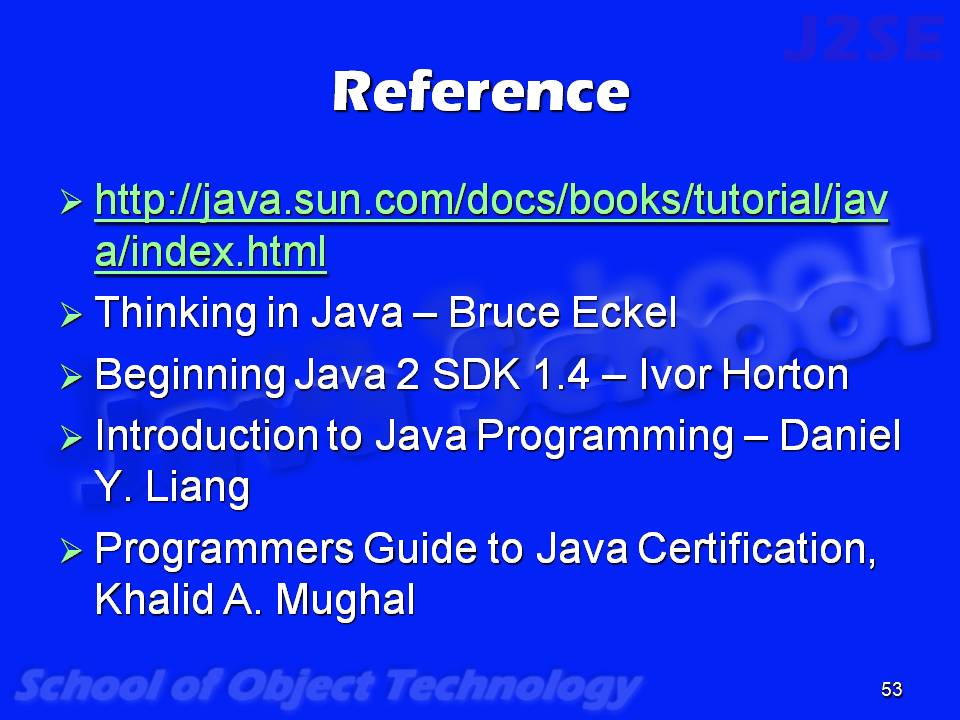 J2SE
Reference
http://java.sun.com/docs/books/tutorial/jav
a/index.html
Thinking in Java – Bruce Eckel
Beginning Java 2 SDK 1.4 – Ivor Horton
Introduction to Java Programming – Daniel
Y. Liang
Programmers Guide to Java Certification,
Khalid A. Mughal
Java School
School of Object Technology
53